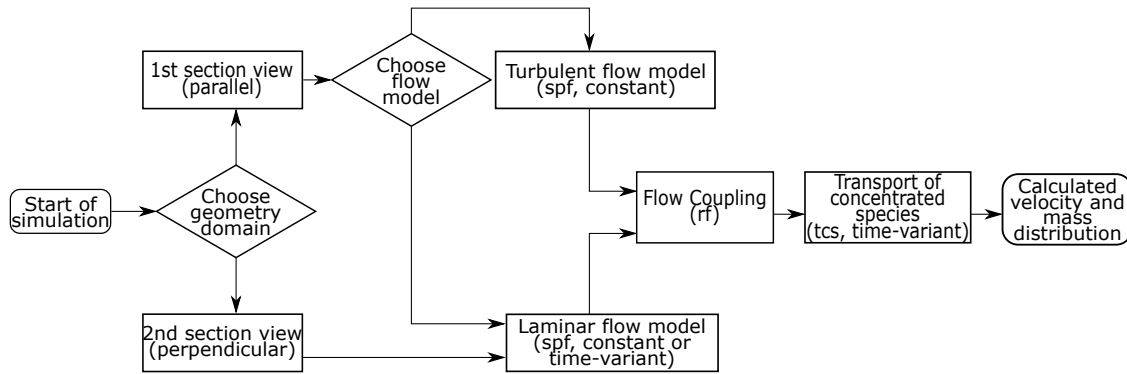 Start of
simulation
Choose
geometry
domain
1st section view
(parallel)
2nd section view
(perpendicular)
Choose
flow
model
Turbulent flow model
(spf, constant)
Laminar flow model
(spf, constant or
time-variant)
Flow Coupling
(rf)
Transport of
concentrated
species
(tcs, time-variant)
Calculated
velocity and
mass
distribution